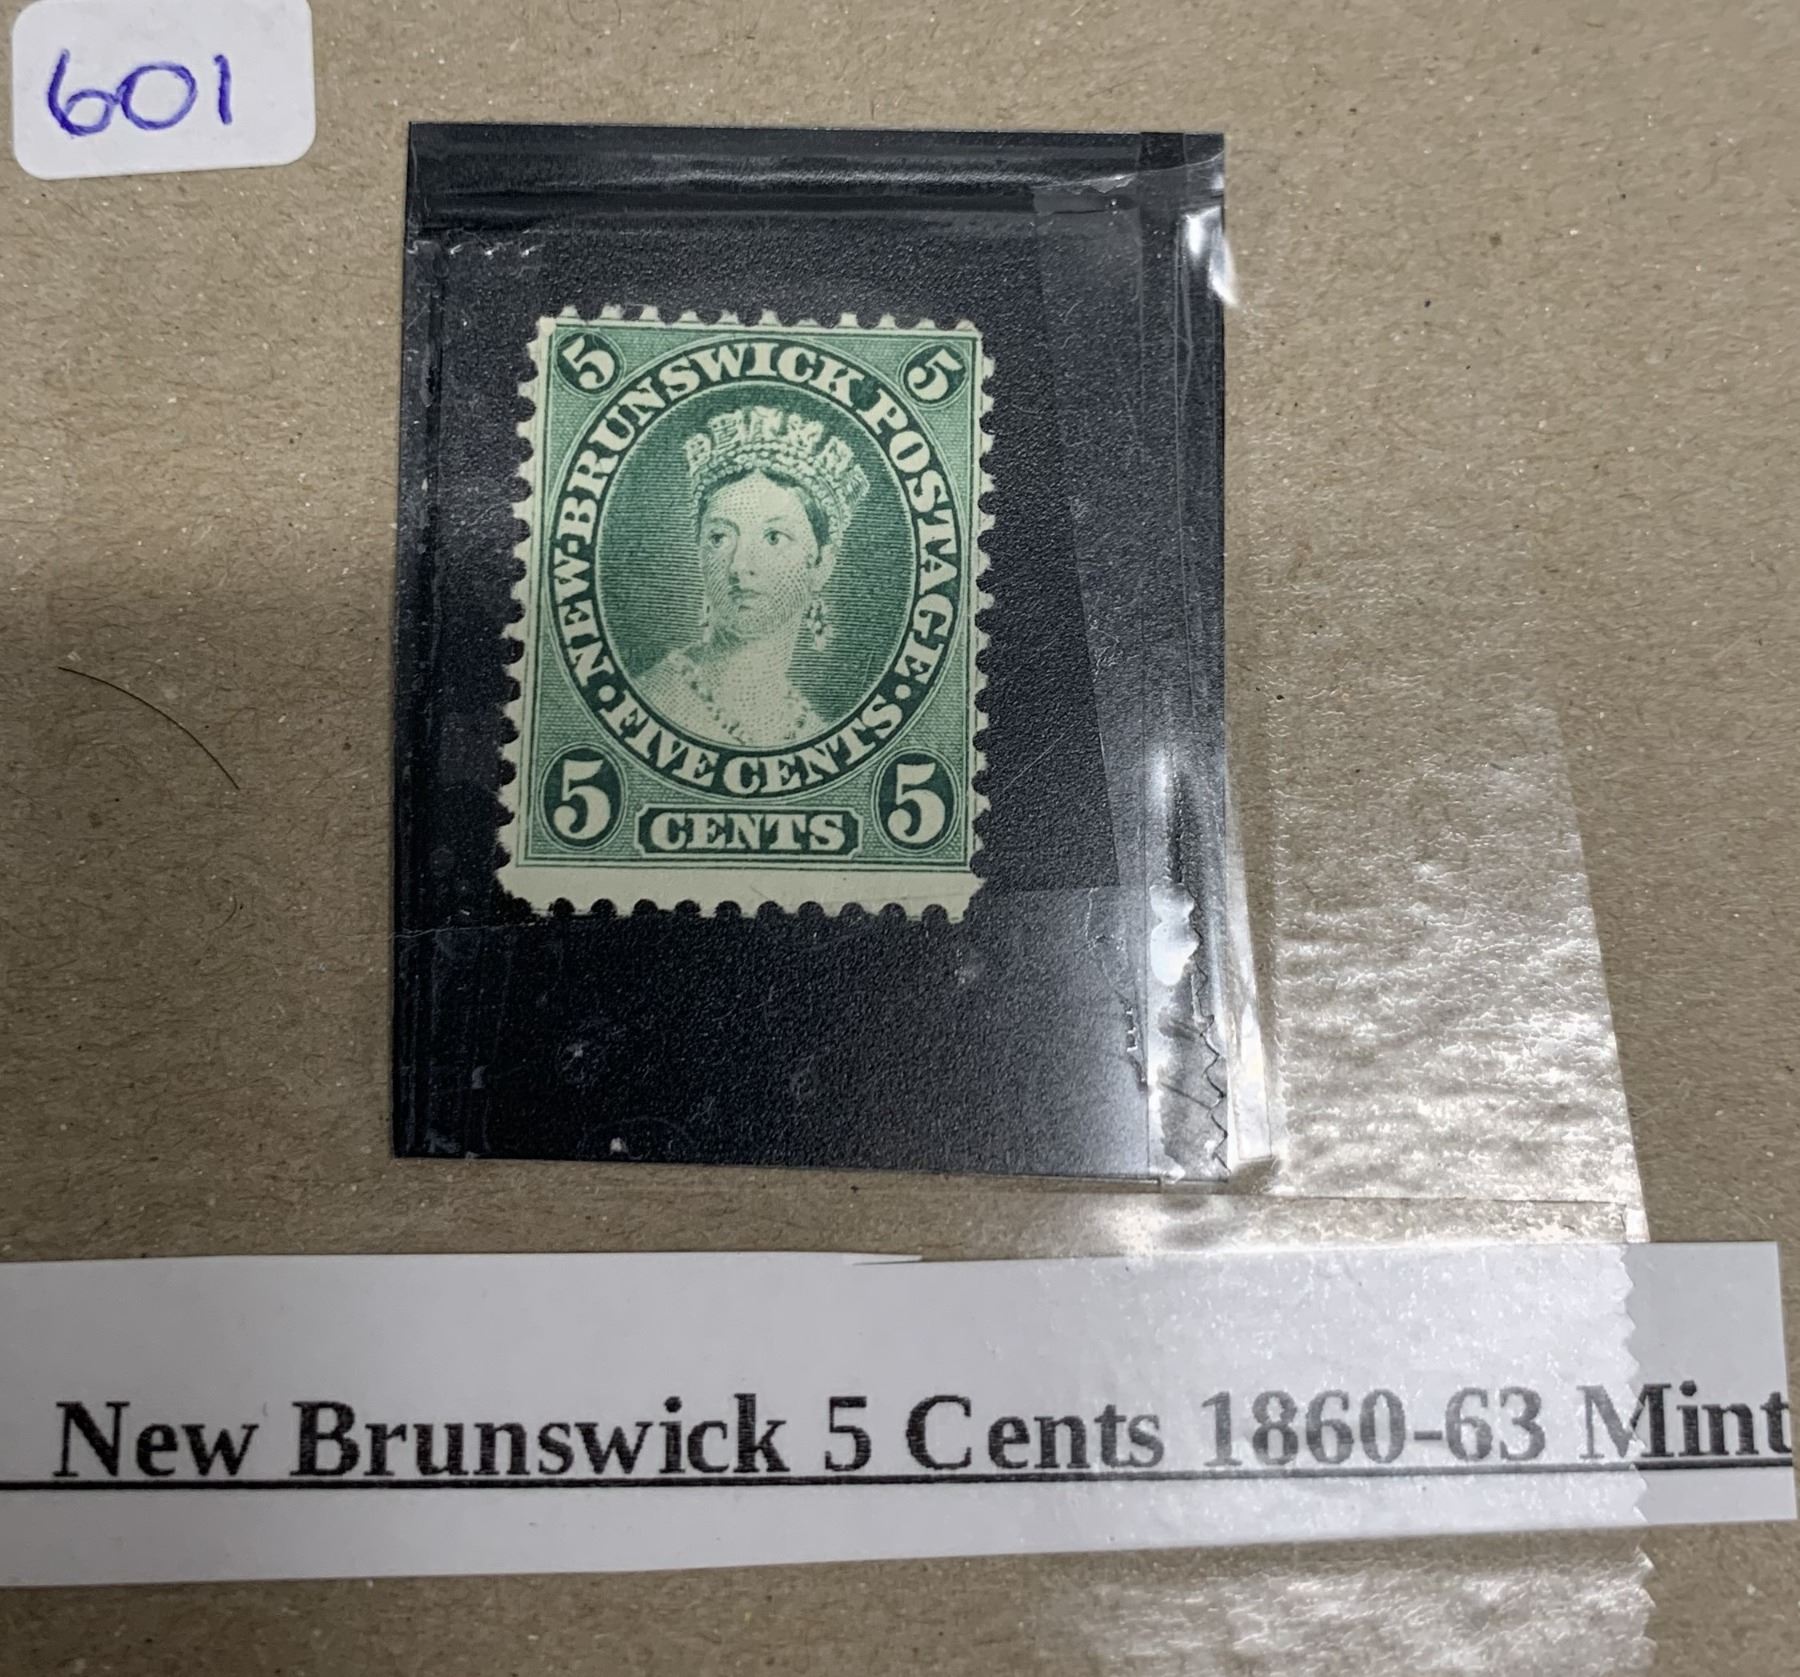 601
5 5
NEW-BRUNSWICK POSTAGE
· FIVE CENTS ·
5 CENTS 5
New Brunswick 5 Cents 1860-63 Mint